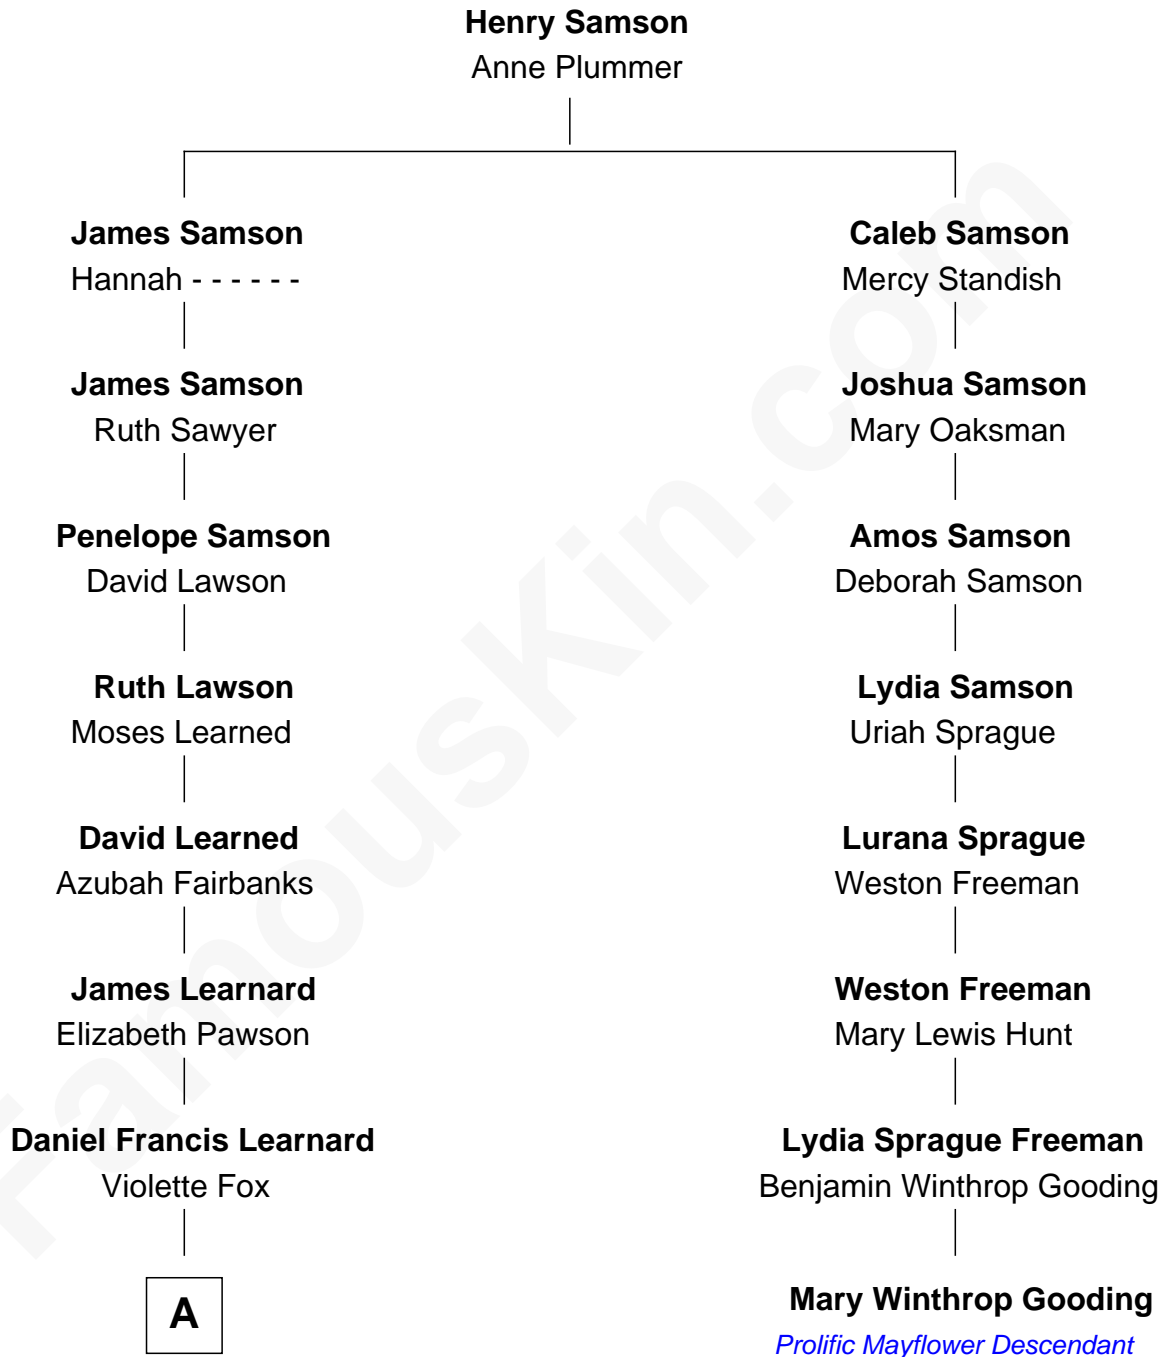 Henry Samson
Anne Plummer
James Samson
Hannah - - - - - -
James Samson
Ruth Sawyer
Penelope Samson
David Lawson
Ruth Lawson
Moses Learned
David Learned
Azubah Fairbanks
James Learnard
Elizabeth Pawson
Daniel Francis Learnard
Violette Fox
A
Caleb Samson
Mercy Standish
Joshua Samson
Mary Oaksman
Amos Samson
Deborah Samson
Lydia Samson
Uriah Sprague
Lurana Sprague
Weston Freeman
Weston Freeman
Mary Lewis Hunt
Lydia Sprague Freeman
Benjamin Winthrop Gooding
Mary Winthrop Gooding
Prolific Mayflower Descendant
FamousKin.com